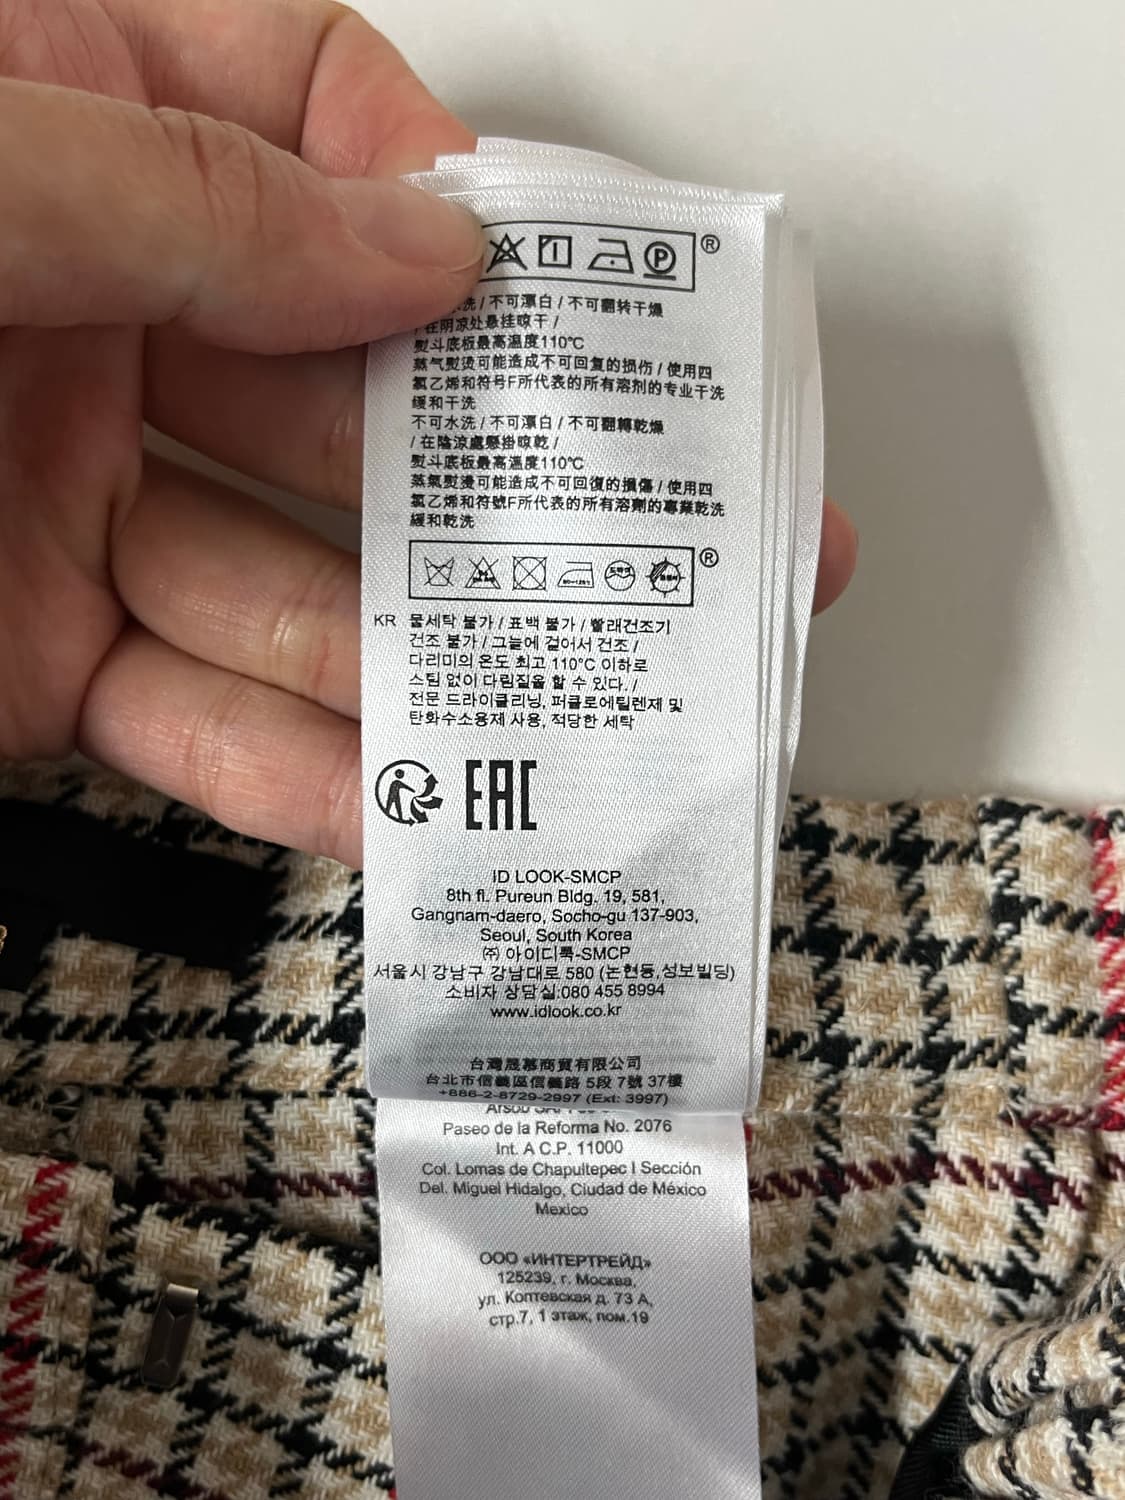 P ®
洗 / 不可漂白 / 不可翻转干燥
/ 在阴凉处悬挂晾干 /
熨斗底板最高温度110℃
蒸气熨烫可能造成不可回复的损伤 / 使用四
氯乙烯和符号F所代表的所有溶剂的专业干洗
缓和干洗
不可水洗 / 不可漂白 / 不可翻轉乾燥
/ 在陰涼處懸掛晾乾 /
熨斗底板最高溫度110℃
蒸氣熨燙可能造成不可回復的損傷 / 使用四
氯乙烯和符號F所代表的所有溶劑的專業乾洗
緩和乾洗
®
KR 물세탁 불가 / 표백 불가 / 빨래건조기
건조 불가 / 그늘에 걸어서 건조 /
다리미의 온도 최고 110°C 이하로
스팀 없이 다림질을 할 수 있다. /
전문 드라이클리닝, 퍼클로에틸렌제 및
탄화수소용제 사용, 적당한 세탁
EAC
ID LOOK-SMCP
8th fl. Pureun Bldg. 19, 581,
Gangnam-daero, Socho-gu 137-903,
Seoul, South Korea
㈜ 아이디룩-SMCP
서울시 강남구 강남대로 580 (논현동,성보빌딩)
소비자 상담실:080 455 8994
www.idlook.co.kr
台灣晟慕商貿有限公司
台北市信義區信義路 5段 7號 37樓
+886-2-8729-2997 (Ext: 3997)
Paseo de la Reforma No. 2076
Int. A C.P. 11000
Col. Lomas de Chapultepec I Sección
Del. Miguel Hidalgo, Ciudad de México
Mexico
ООО «ИНТЕРТРЕЙД»
125239, г. Москва,
ул. Коптевская д. 73 А,
стр.7, 1 этаж, пом.19